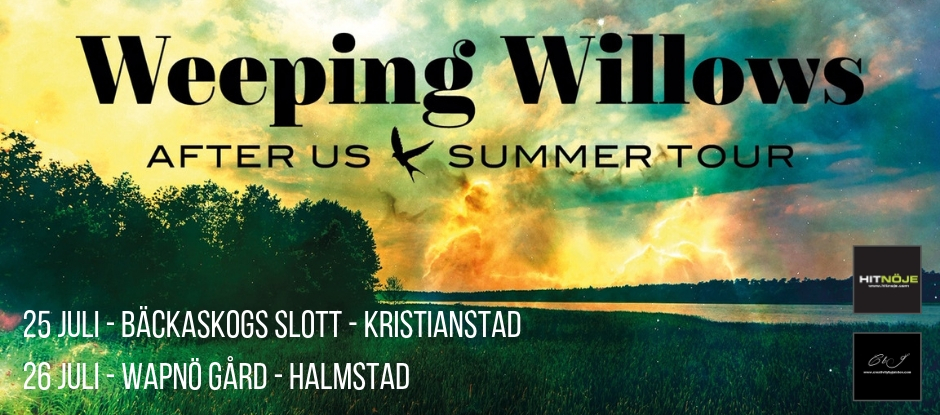 Weeping Willows
AFTER US SUMMER TOUR
HITNÖJE
www.hitnoje.com
25 JULI - BÄCKASKOGS SLOTT - KRISTIANSTAD
26 JULI - WAPNÖ GÅRD - HALMSTAD